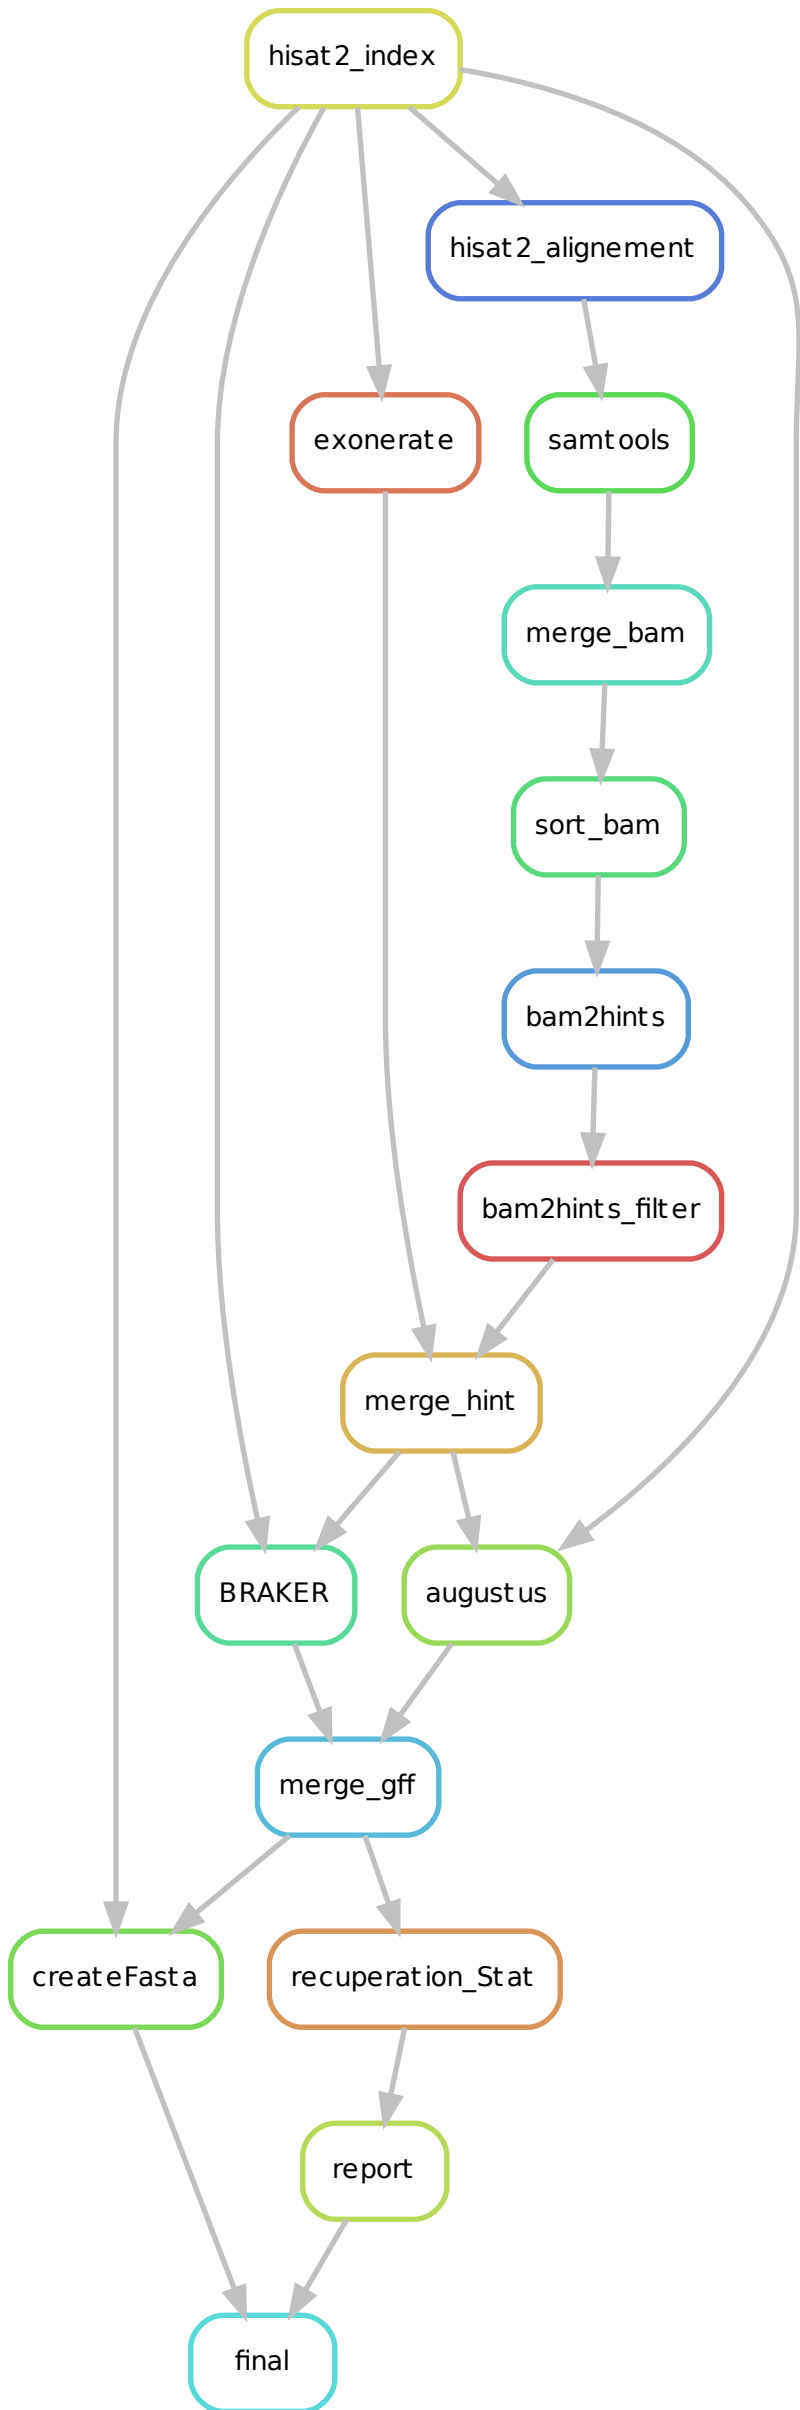 hisat2_index
hisat2_alignement
exonerate
samtools
merge_bam
sort_bam
bam2hints
bam2hints_filter
merge_hint
BRAKER
augustus
merge_gff
createFasta
recuperation_Stat
report
final